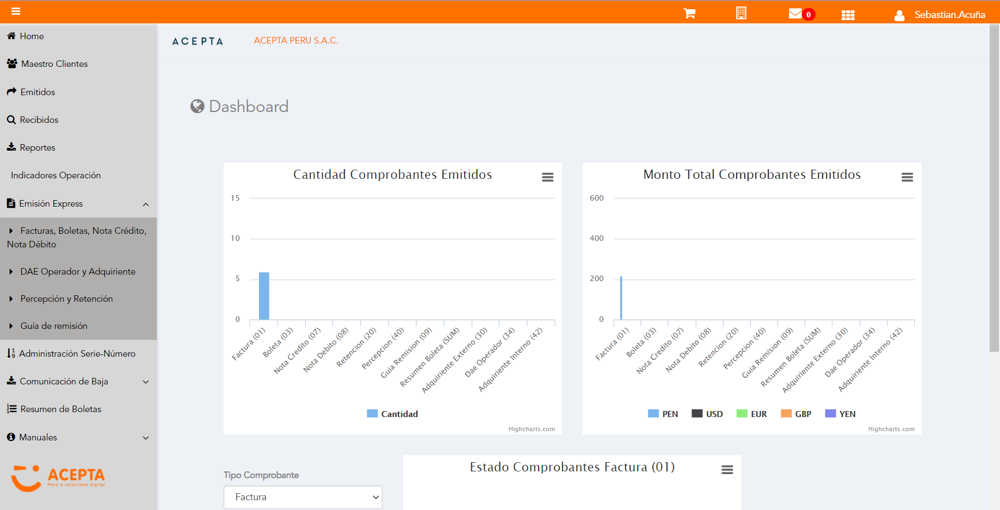 0
Sebastian.Acuña
Home
Maestro Clientes
Emitidos
Recibidos
Reportes
Indicadores Operación
Emisión Express
Facturas, Boletas, Nota Crédito,
Nota Débito
DAE Operador y Adquiriente
Percepción y Retención
Guía de remisión
Administración Serie-Número
Comunicación de Baja
Resumen de Boletas
Manuales
ACEPTA
Perú a velocidad digital
ACEPTA
ACEPTA PERU S.A.C.
Dashboard
Cantidad Comprobantes Emitidos
15
10
5
0
Factura (01)
Boleta (03)
Nota Credito (07)
Nota Debito (08)
Retencion (20)
Percepcion (40)
Guia Remision (09)
Resumen Boleta (SUM)
Adquiriente Externo (30)
Dae Operador (34)
Adquiriente Interno (42)
Cantidad
Highcharts.com
Monto Total Comprobantes Emitidos
600
400
200
0
Factura (01)
Boleta (03)
Nota Credito (07)
Nota Debito (08)
Retencion (20)
Percepcion (40)
Guia Remision (09)
Resumen Boleta (SUM)
Adquiriente Externo (30)
Dae Operador (34)
Adquiriente Interno (42)
PEN USD EUR GBP YEN
Highcharts.com
Tipo Comprobante
Factura
Estado Comprobantes Factura (01)